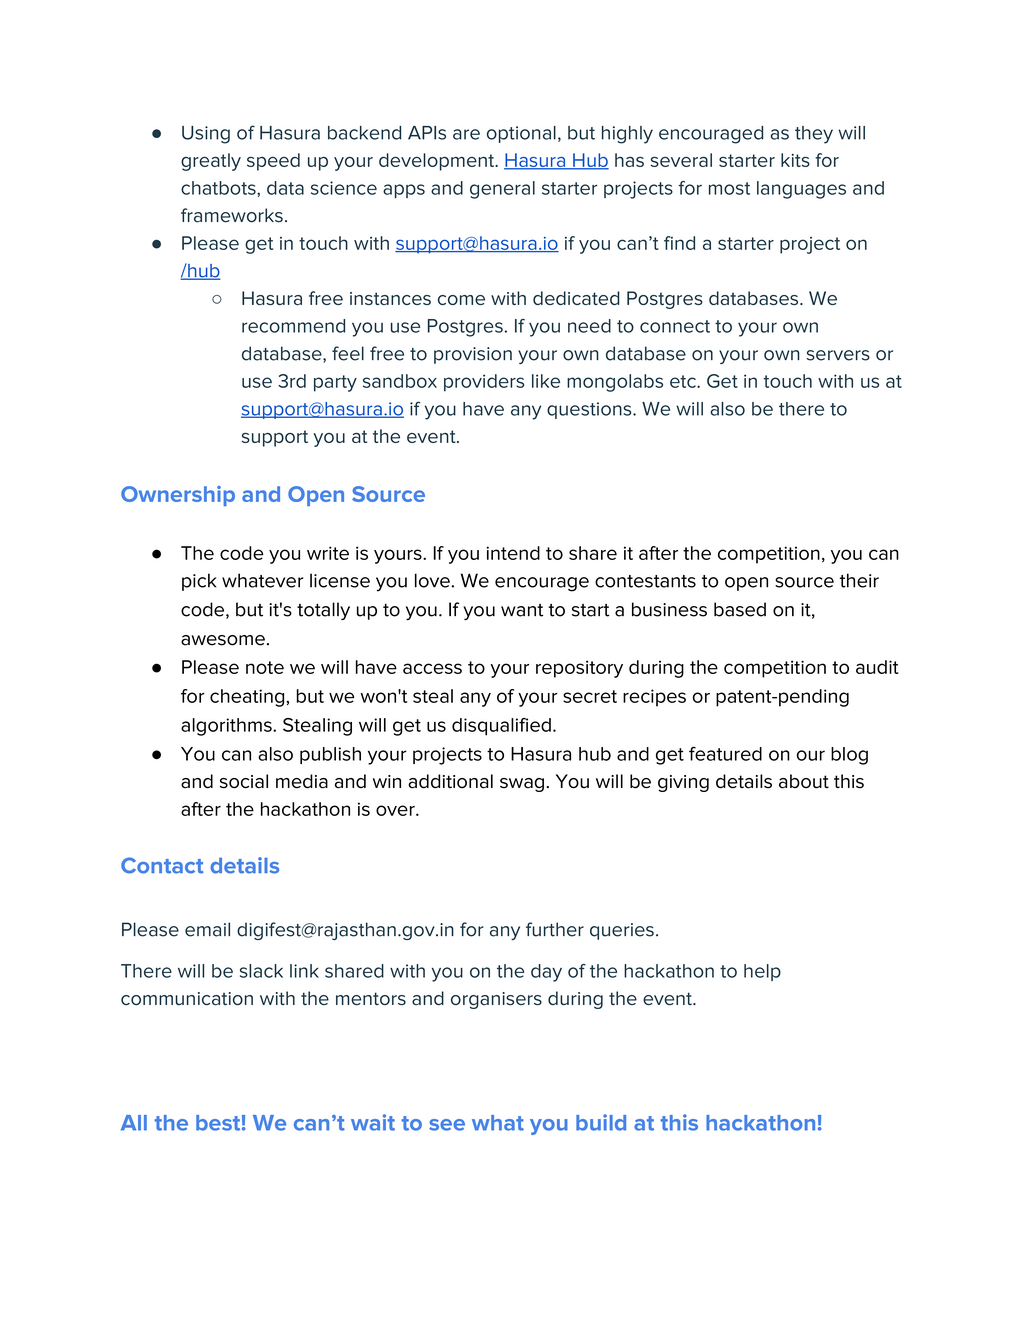 ● Using of Hasura backend APIs are optional, but highly encouraged as they will
greatly speed up your development. Hasura Hub has several starter kits for
chatbots, data science apps and general starter projects for most languages and
frameworks.
● Please get in touch with support@hasura.io if you can’t find a starter project on
/hub
○ Hasura free instances come with dedicated Postgres databases. We
recommend you use Postgres. If you need to connect to your own
database, feel free to provision your own database on your own servers or
use 3rd party sandbox providers like mongolabs etc. Get in touch with us at
support@hasura.io if you have any questions. We will also be there to
support you at the event.
Ownership and Open Source
● The code you write is yours. If you intend to share it after the competition, you can
pick whatever license you love. We encourage contestants to open source their
code, but it's totally up to you. If you want to start a business based on it,
awesome.
● Please note we will have access to your repository during the competition to audit
for cheating, but we won't steal any of your secret recipes or patent-pending
algorithms. Stealing will get us disqualified.
● You can also publish your projects to Hasura hub and get featured on our blog
and social media and win additional swag. You will be giving details about this
after the hackathon is over.
Contact details
Please email digifest@rajasthan.gov.in for any further queries.
There will be slack link shared with you on the day of the hackathon to help
communication with the mentors and organisers during the event.
All the best! We can’t wait to see what you build at this hackathon!